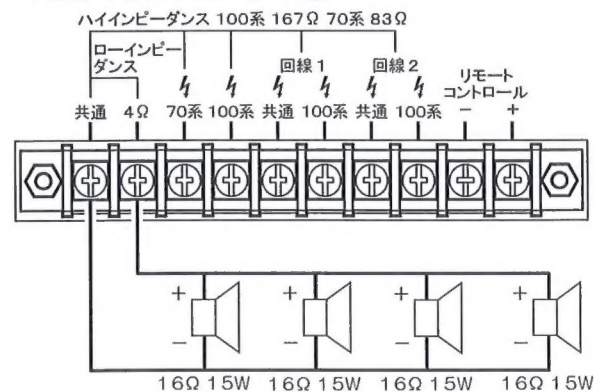 ハイインピーダンス 100系 167Ω 70系 83Ω
ローインピー
ダンス
回線1 回線2
リモート
コントロール
共通 4Ω 70系 100系 共通 100系 共通 100系 − +
+ + + +
− − − −
16Ω 15W 16Ω 15W 16Ω 15W 16Ω 15W